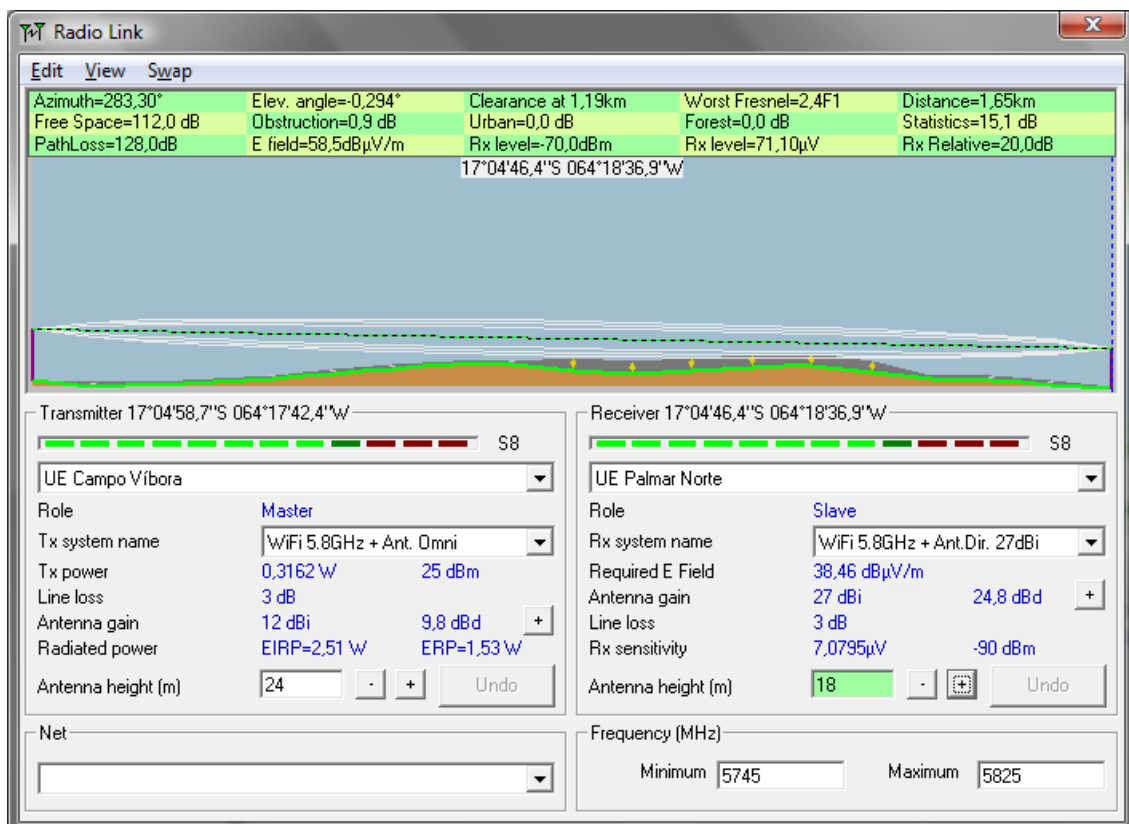 Radio Link
Edit View Swap
Azimuth=283,30° Elev. angle=-0,294° Clearance at 1,19km Worst Fresnel=2,4F1 Distance=1,65km
Free Space=112,0 dB Obstruction=0,9 dB Urban=0,0 dB Forest=0,0 dB Statistics=15,1 dB
PathLoss=128,0dB E field=58,5dBµV/m Rx level=-70,0dBm Rx level=71,10µV Rx Relative=20,0dB
17°04'46,4"S 064°18'36,9"W
Transmitter 17°04'58,7"S 064°17'42,4"W
S8
UE Campo Víbora
Role Master
Tx system name WiFi 5.8GHz + Ant. Omni
Tx power 0,3162 W 25 dBm
Line loss 3 dB
Antenna gain 12 dBi 9,8 dBd +
Radiated power EIRP=2,51 W ERP=1,53 W
Antenna height (m) 24 - + Undo
Net
Receiver 17°04'46,4"S 064°18'36,9"W
S8
UE Palmar Norte
Role Slave
Rx system name WiFi 5.8GHz + Ant.Dir. 27dBi
Required E Field 38,46 dBµV/m
Antenna gain 27 dBi 24,8 dBd +
Line loss 3 dB
Rx sensitivity 7,0795µV -90 dBm
Antenna height (m) 18 - + Undo
Frequency (MHz)
Minimum 5745 Maximum 5825